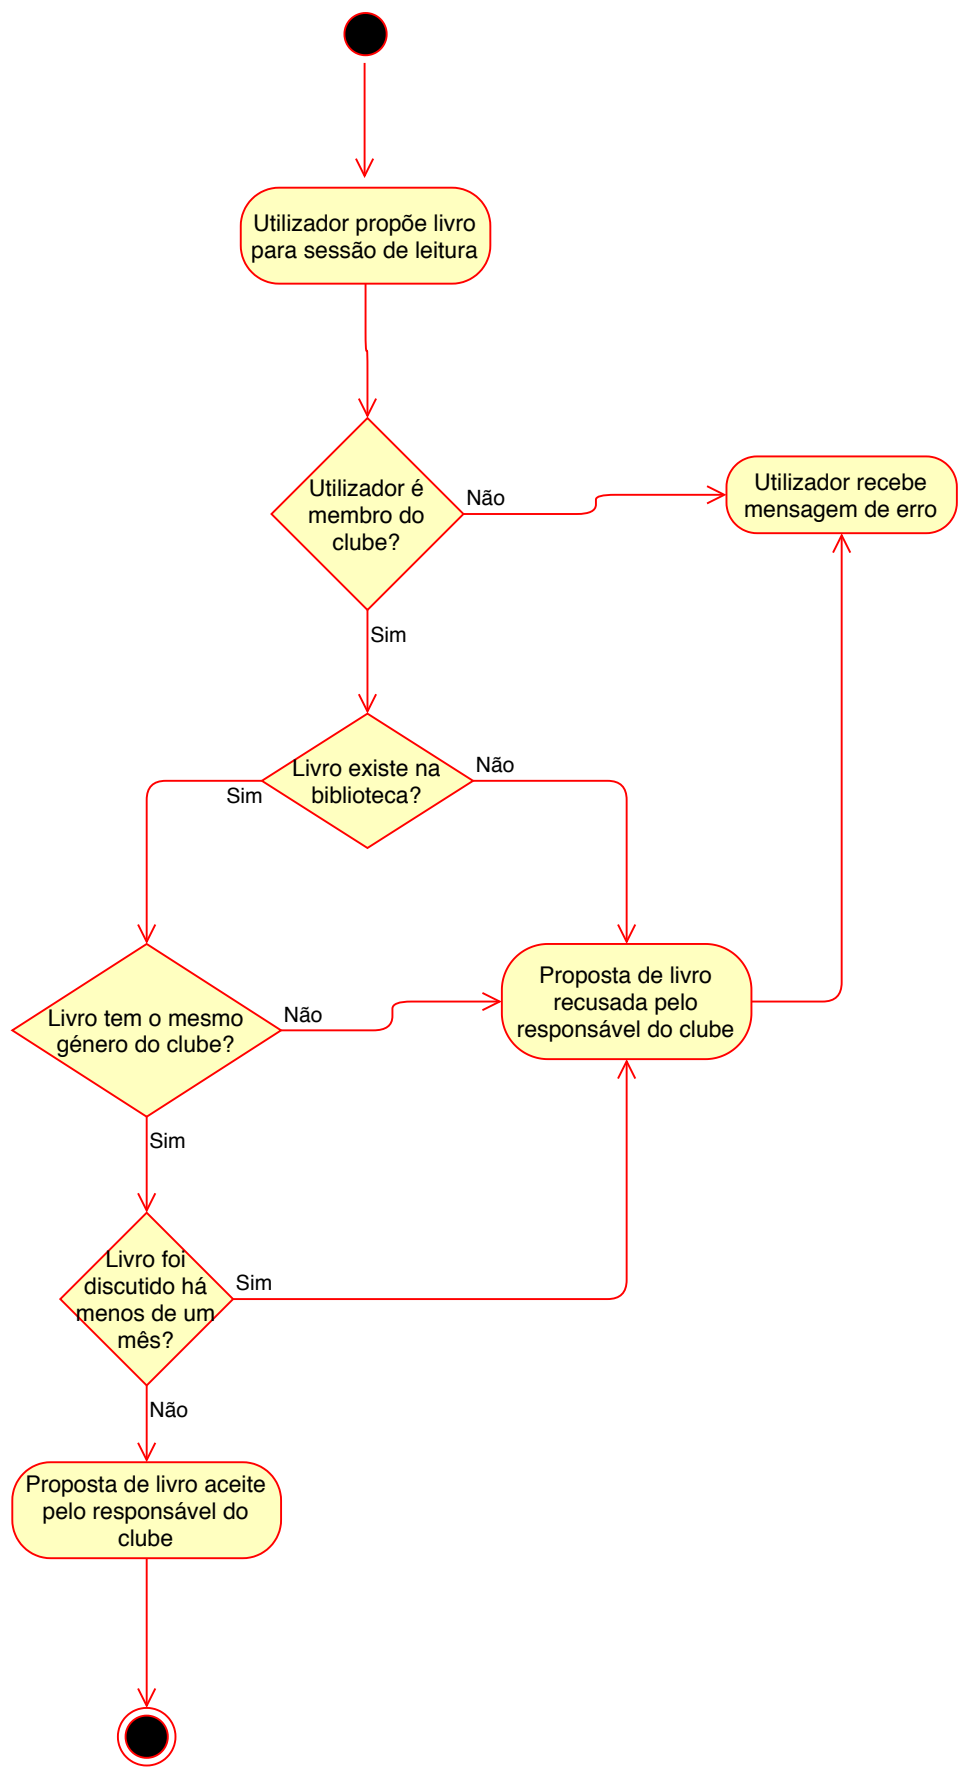 Utilizador propõe livro
para sessão de leitura
Utilizador é
membro do
clube?
Não
Utilizador recebe
mensagem de erro
Sim
Livro existe na
biblioteca?
Não
Sim
Livro tem o mesmo
género do clube?
Não
Proposta de livro
recusada pelo
responsável do clube
Sim
Livro foi
discutido há
menos de um
mês?
Sim
Não
Proposta de livro aceite
pelo responsável do
clube